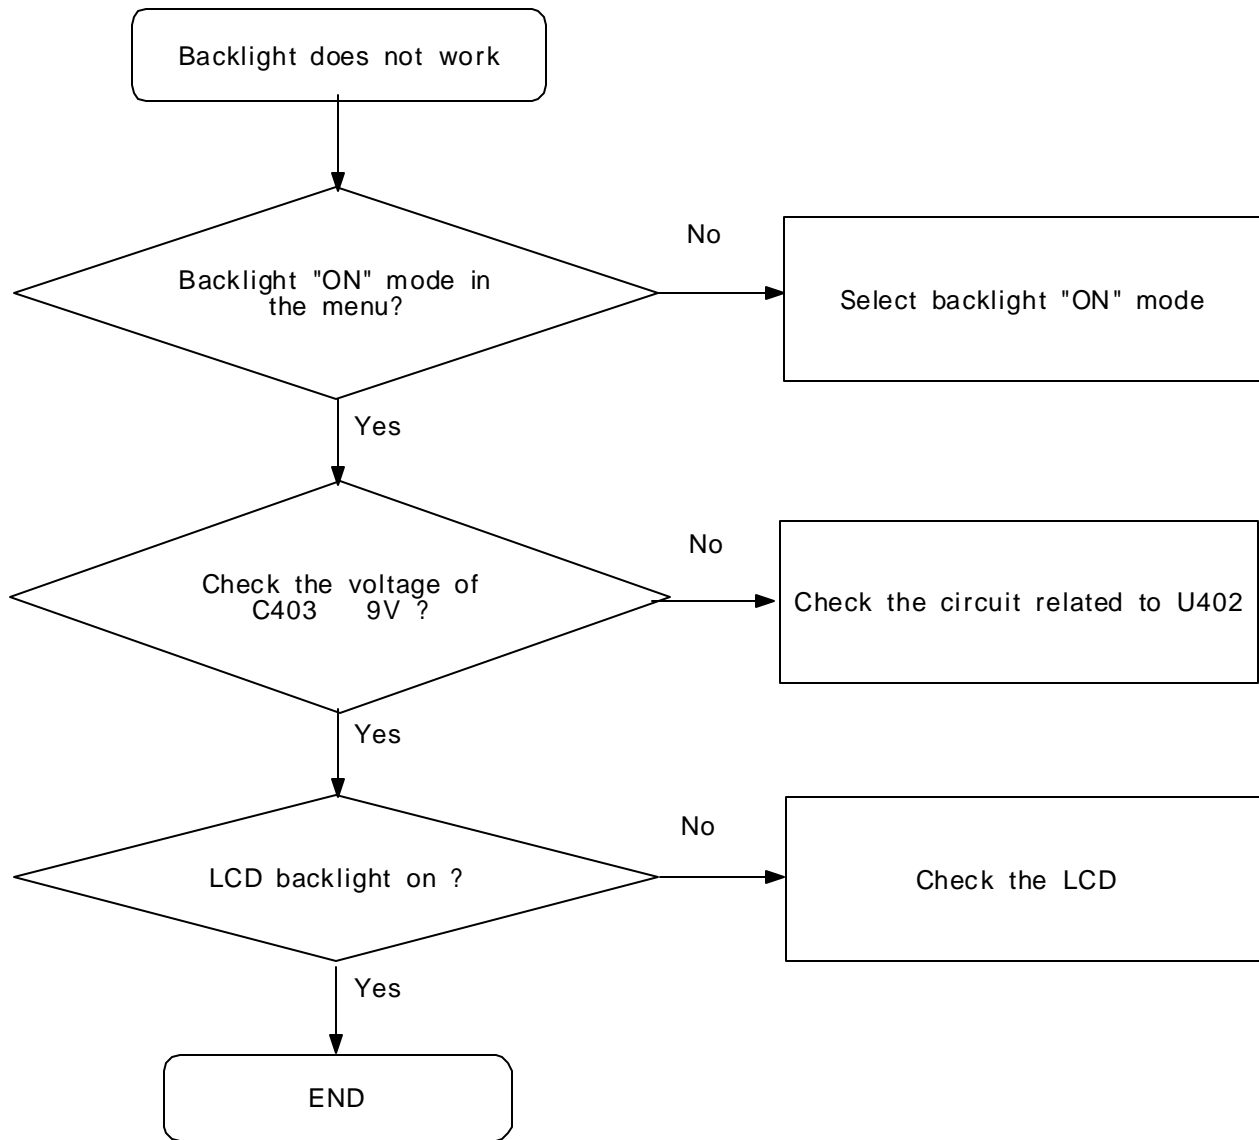 Backlight does not work
No
Backlight "ON" mode in
the menu?
Select backlight "ON" mode
Yes
No
Check the voltage of
C403 9V ?
Check the circuit related to U402
Yes
No
LCD backlight on ?
Check the LCD
Yes
END